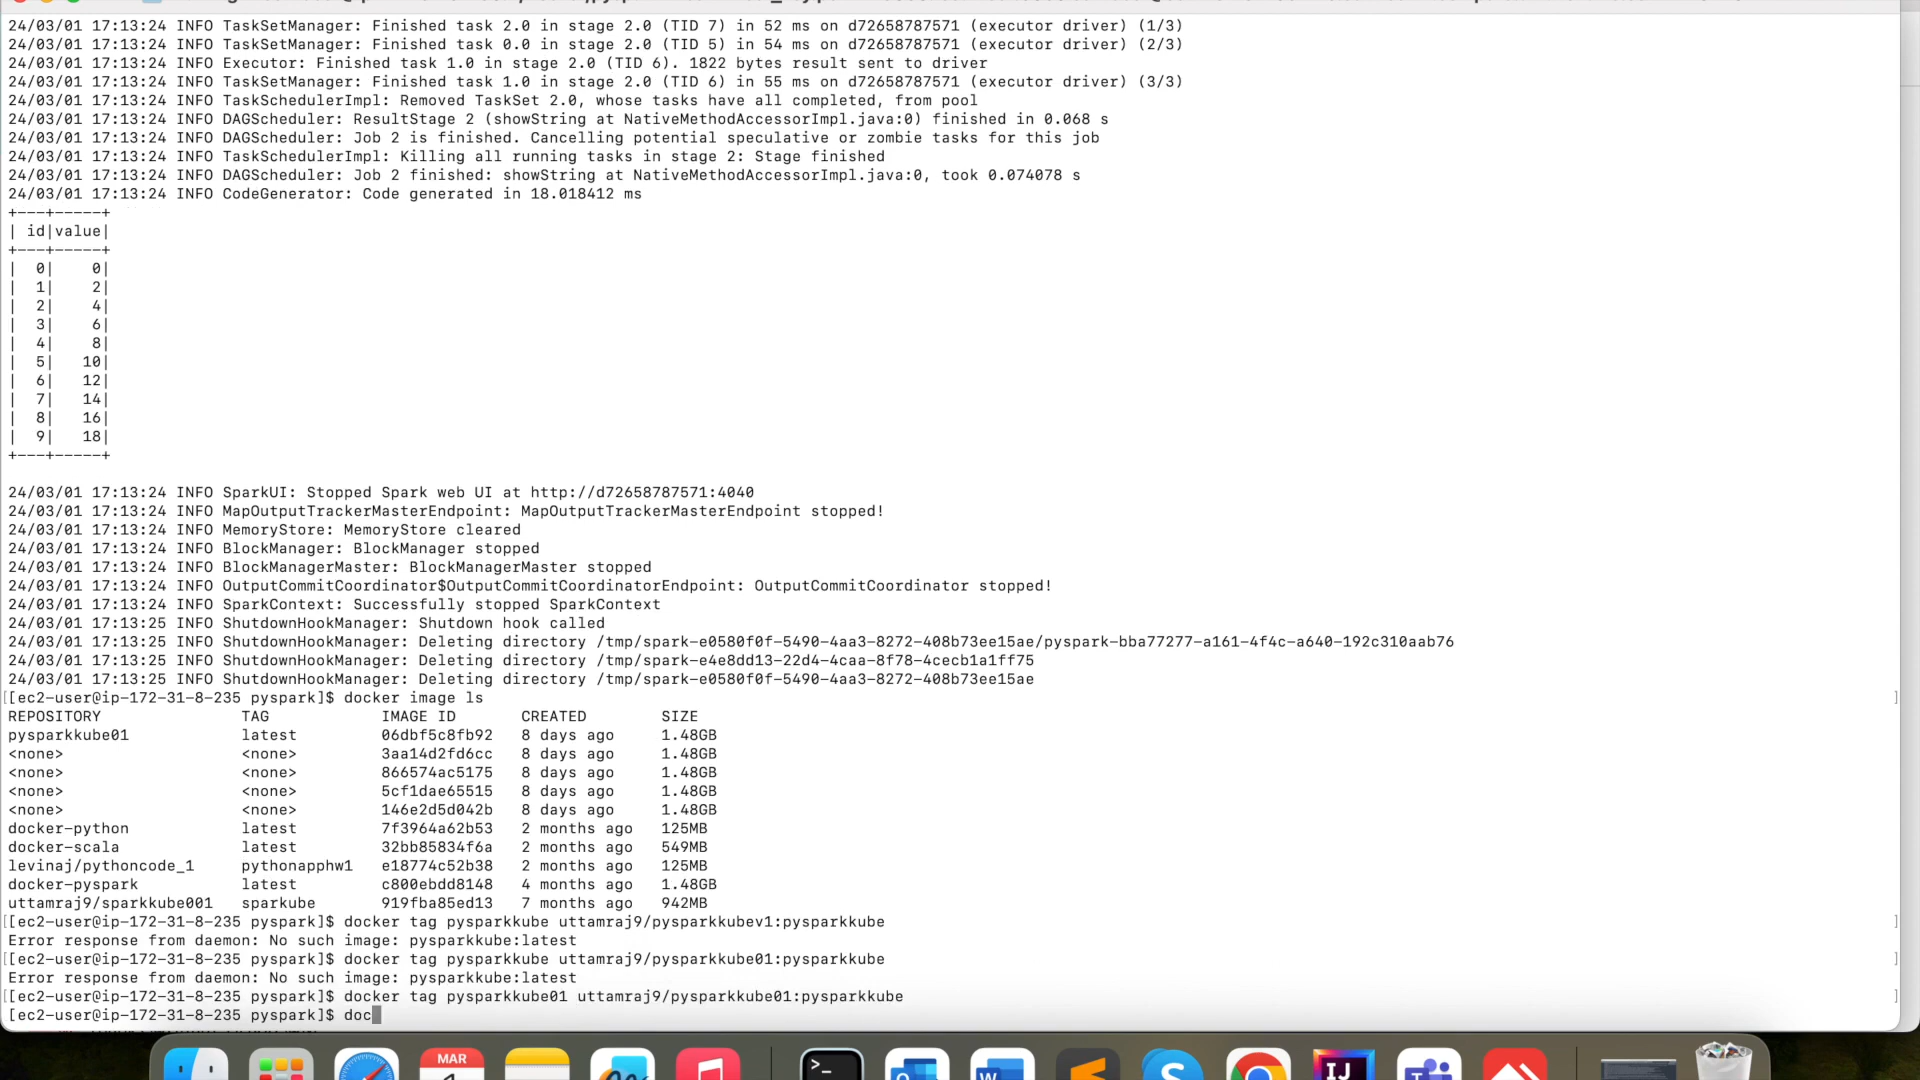 24/03/01 17:13:24 INFO TaskSetManager: Finished task 2.0 in stage 2.0 (TID 7) in 52 ms on d72658787571 (executor driver) (1/3)
24/03/01 17:13:24 INFO TaskSetManager: Finished task 0.0 in stage 2.0 (TID 5) in 54 ms on d72658787571 (executor driver) (2/3)
24/03/01 17:13:24 INFO Executor: Finished task 1.0 in stage 2.0 (TID 6). 1822 bytes result sent to driver
24/03/01 17:13:24 INFO TaskSetManager: Finished task 1.0 in stage 2.0 (TID 6) in 55 ms on d72658787571 (executor driver) (3/3)
24/03/01 17:13:24 INFO TaskSchedulerImpl: Removed TaskSet 2.0, whose tasks have all completed, from pool
24/03/01 17:13:24 INFO DAGScheduler: ResultStage 2 (showString at NativeMethodAccessorImpl.java:0) finished in 0.068 s
24/03/01 17:13:24 INFO DAGScheduler: Job 2 is finished. Cancelling potential speculative or zombie tasks for this job
24/03/01 17:13:24 INFO TaskSchedulerImpl: Killing all running tasks in stage 2: Stage finished
24/03/01 17:13:24 INFO DAGScheduler: Job 2 finished: showString at NativeMethodAccessorImpl.java:0, took 0.074078 s
24/03/01 17:13:24 INFO CodeGenerator: Code generated in 18.018412 ms
+---+-----+
| id|value|
+---+-----+
|  0|    0|
|  1|    2|
|  2|    4|
|  3|    6|
|  4|    8|
|  5|   10|
|  6|   12|
|  7|   14|
|  8|   16|
|  9|   18|
+---+-----+
24/03/01 17:13:24 INFO SparkUI: Stopped Spark web UI at http://d72658787571:4040
24/03/01 17:13:24 INFO MapOutputTrackerMasterEndpoint: MapOutputTrackerMasterEndpoint stopped!
24/03/01 17:13:24 INFO MemoryStore: MemoryStore cleared
24/03/01 17:13:24 INFO BlockManager: BlockManager stopped
24/03/01 17:13:24 INFO BlockManagerMaster: BlockManagerMaster stopped
24/03/01 17:13:24 INFO OutputCommitCoordinator$OutputCommitCoordinatorEndpoint: OutputCommitCoordinator stopped!
24/03/01 17:13:24 INFO SparkContext: Successfully stopped SparkContext
24/03/01 17:13:25 INFO ShutdownHookManager: Shutdown hook called
24/03/01 17:13:25 INFO ShutdownHookManager: Deleting directory /tmp/spark-e0580f0f-5490-4aa3-8272-408b73ee15ae/pyspark-bba77277-a161-4f4c-a640-192c310aab76
24/03/01 17:13:25 INFO ShutdownHookManager: Deleting directory /tmp/spark-e4e8dd13-22d4-4caa-8f78-4cecb1a1ff75
24/03/01 17:13:25 INFO ShutdownHookManager: Deleting directory /tmp/spark-e0580f0f-5490-4aa3-8272-408b73ee15ae
[[ec2-user@ip-172-31-8-235 pyspark]$ docker image ls ]
REPOSITORY TAG IMAGE ID CREATED SIZE
pysparkkube01 latest 06dbf5c8fb92 8 days ago 1.48GB
<none> <none> 3aa14d2fd6cc 8 days ago 1.48GB
<none> <none> 866574ac5175 8 days ago 1.48GB
<none> <none> 5cf1dae65515 8 days ago 1.48GB
<none> <none> 146e2d5d042b 8 days ago 1.48GB
docker-python latest 7f3964a62b53 2 months ago 125MB
docker-scala latest 32bb85834f6a 2 months ago 549MB
levinaj/pythoncode_1 pythonapphw1 e18774c52b38 2 months ago 125MB
docker-pyspark latest c800ebdd8148 4 months ago 1.48GB
uttamraj9/sparkkube001 sparkube 919fba85ed13 7 months ago 942MB
[[ec2-user@ip-172-31-8-235 pyspark]$ docker tag pysparkkube uttamraj9/pysparkkubev1:pysparkkube ]
Error response from daemon: No such image: pysparkkube:latest
[[ec2-user@ip-172-31-8-235 pyspark]$ docker tag pysparkkube uttamraj9/pysparkkube01:pysparkkube ]
Error response from daemon: No such image: pysparkkube:latest
[[ec2-user@ip-172-31-8-235 pyspark]$ docker tag pysparkkube01 uttamraj9/pysparkkube01:pysparkkube ]
[ec2-user@ip-172-31-8-235 pyspark]$ doc
MAR